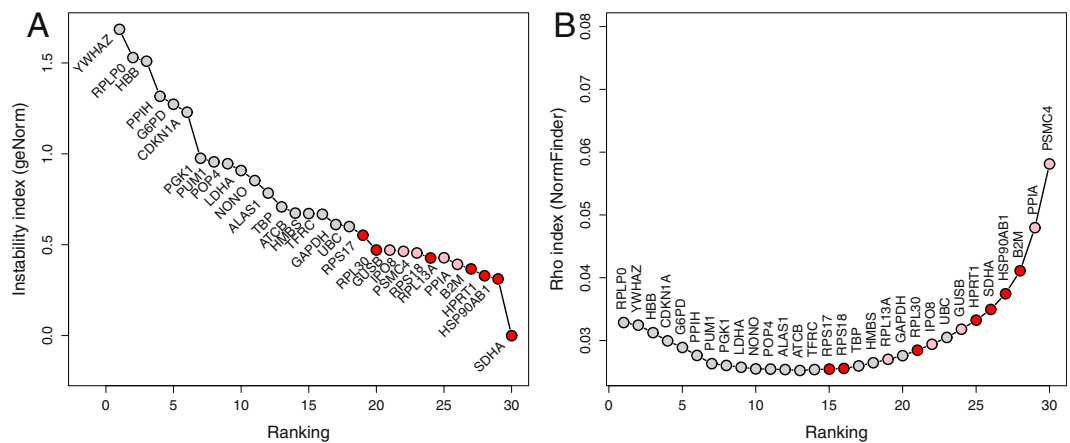 A
Instability index (geNorm)
1.5
1.0
0.5
0.0
YWHAZ
RPLP0
HBB
PPIH
G6PD
CDKN1A
PGK1
PUM1
POP4
LDHA
NONO
ALAS1
TBP
ATCB
HMBS
TFRC
GAPDH
UBC
RPS17
RPL30
GUSB
IPO8
PSMC4
RPS18
RPL13A
PPIA
B2M
HPRT1
HSP90AB1
SDHA
0 5 10 15 20 25 30
Ranking
B
Rho index (NormFinder)
0.08
0.06
0.05
0.04
0.03
RPLP0
YWHAZ
HBB
CDKN1A
G6PD
PPIH
PUM1
PGK1
LDHA
NONO
POP4
ALAS1
ATCB
TFRC
RPS17
RPS18
TBP
HMBS
RPL13A
GAPDH
RPL30
IPO8
UBC
GUSB
HPRT1
SDHA
HSP90AB1
B2M
PPIA
PSMC4
0.03
0 5 10 15 20 25 30
Ranking